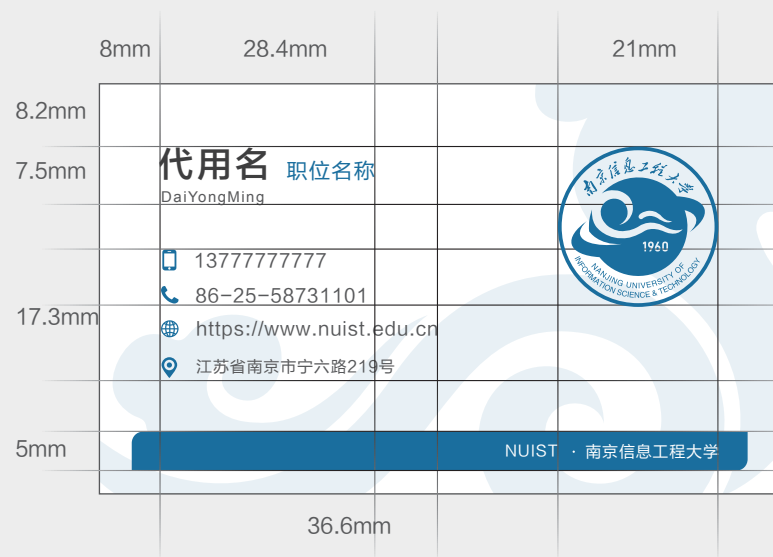 8mm 28.4mm 21mm
8.2mm
7.5mm
代用名 职位名称
DaiYongMing
南京信息工程大学
1960
NANJING UNIVERSITY OF
INFORMATION SCIENCE & TECHNOLOGY
13777777777
86-25-58731101
17.3mm
https://www.nuist.edu.cn
江苏省南京市宁六路219号
5mm
NUIST · 南京信息工程大学
36.6mm